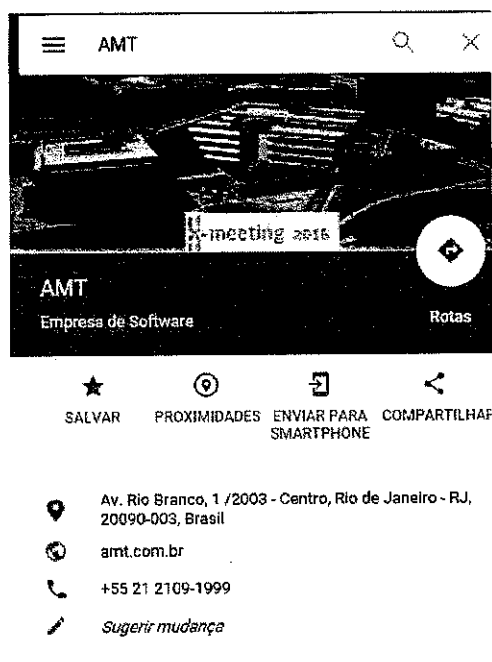 AMT
X-meeting 2016
AMT
Empresa de Software
Rotas
SALVAR
PROXIMIDADES
ENVIAR PARA
SMARTPHONE
COMPARTILHAR
Av. Rio Branco, 1 /2003 - Centro, Rio de Janeiro - RJ,
20090-003, Brasil
amt.com.br
+55 21 2109-1999
Sugerir mudança